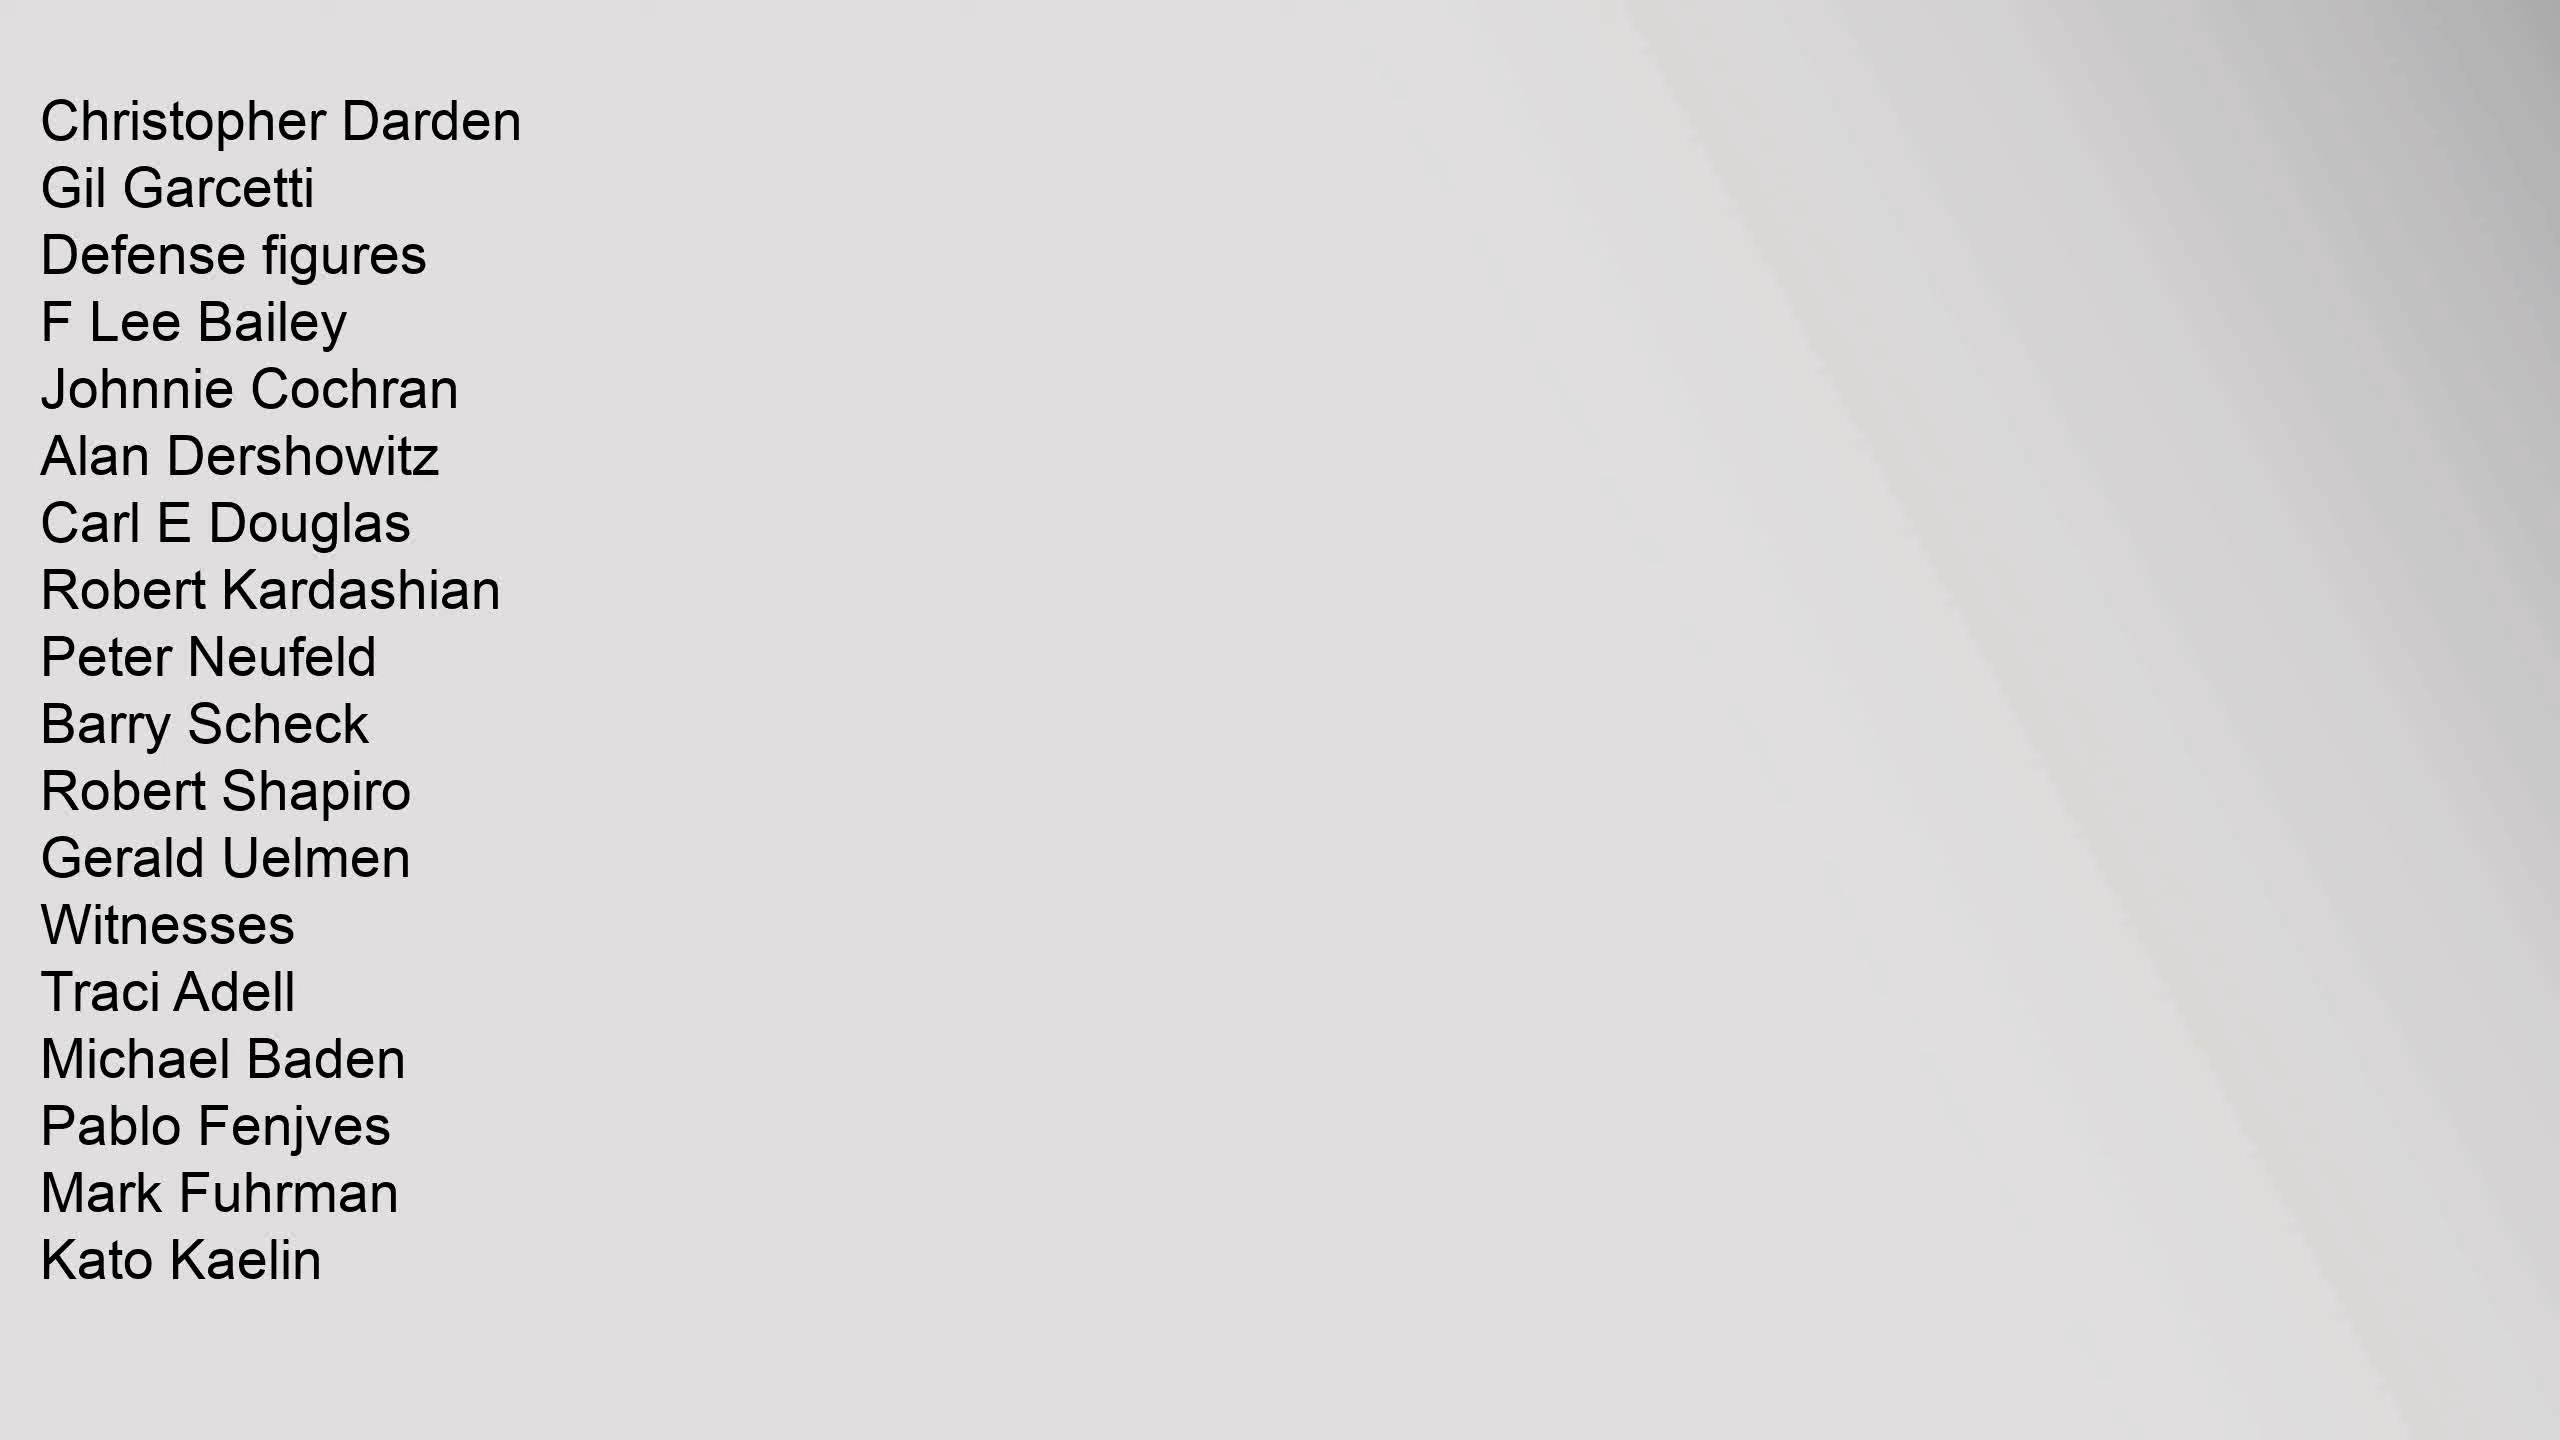 Christopher Darden
Gil Garcetti
Defense figures
F Lee Bailey
Johnnie Cochran
Alan Dershowitz
Carl E Douglas
Robert Kardashian
Peter Neufeld
Barry Scheck
Robert Shapiro
Gerald Uelmen
Witnesses
Traci Adell
Michael Baden
Pablo Fenjves
Mark Fuhrman
Kato Kaelin